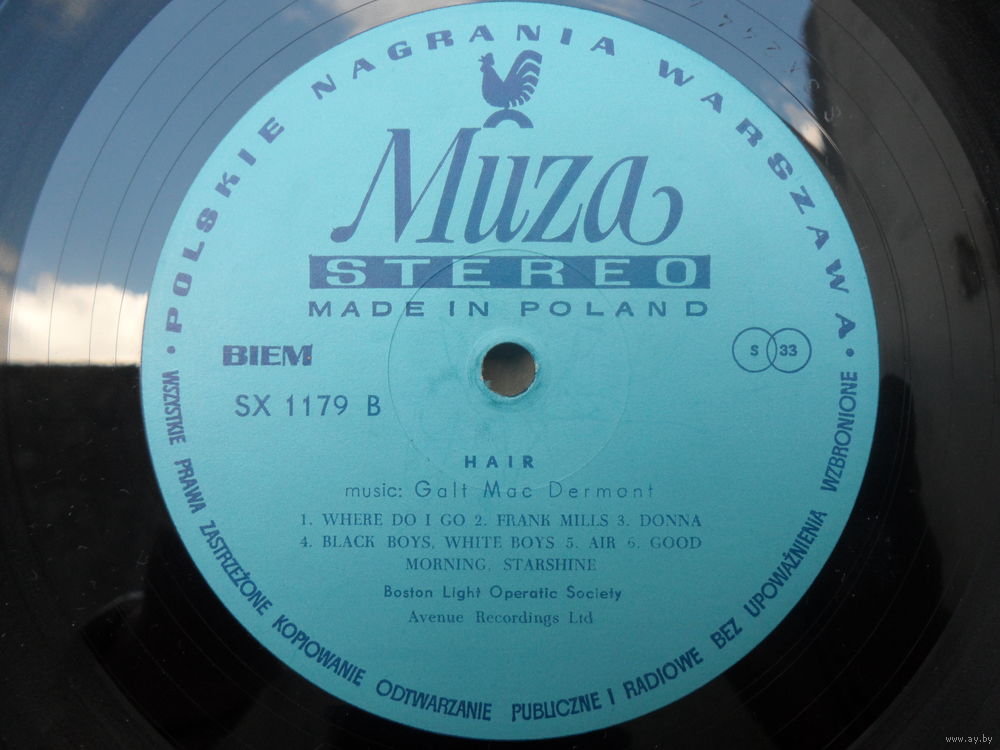 POLSKIE NAGRANIA WARSZAWA
Muza
STEREO
MADE IN POLAND
BIEM
S 33
SX 1179 B
HAIR
music: Galt Mac Dermont
1. WHERE DO I GO 2. FRANK MILLS 3. DONNA
4. BLACK BOYS, WHITE BOYS 5. AIR 6. GOOD
MORNING, STARSHINE
Boston Light Operatic Society
Avenue Recordings Ltd
• WSZYSTKIE PRAWA ZASTRZEŻONE KOPIOWANIE ODTWARZANIE PUBLICZNE I RADIOWE BEZ UPOWAŻNIENIA WZBRONIONE •
www.ay.by